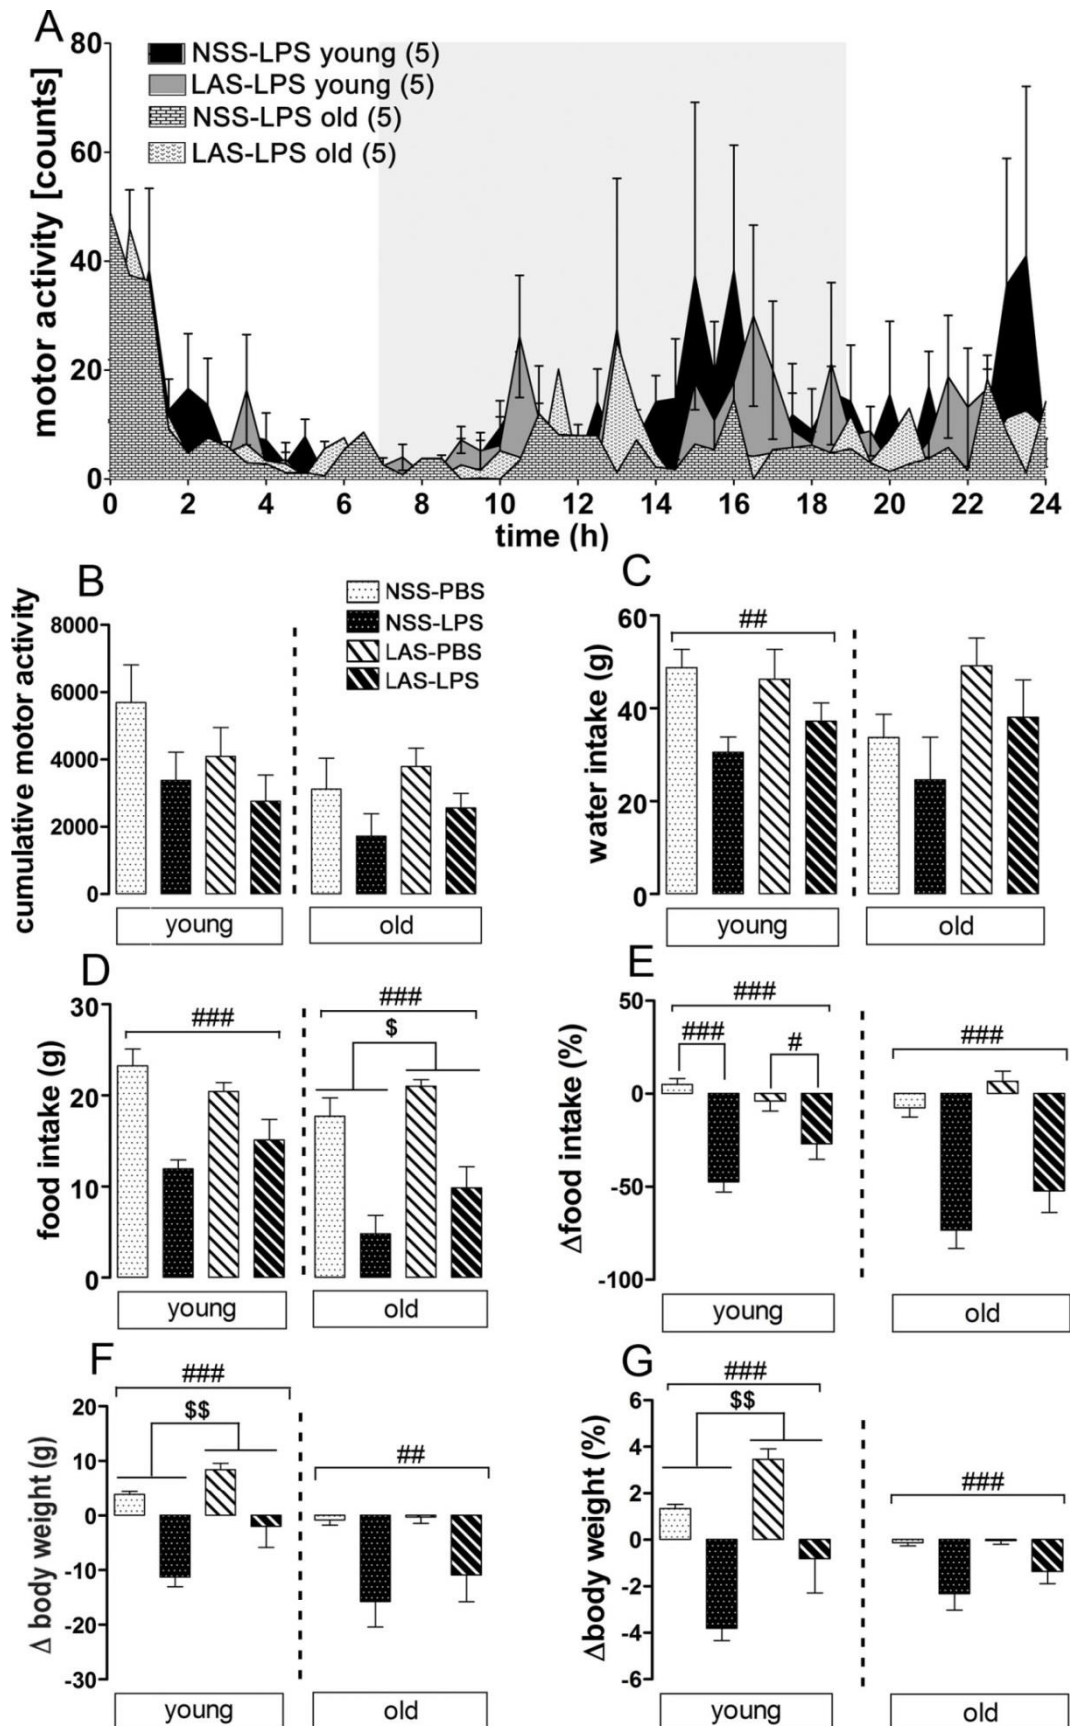 A
motor activity [counts]
80
60
40
20
0
NSS-LPS young (5)
LAS-LPS young (5)
NSS-LPS old (5)
LAS-LPS old (5)
0 2 4 6 8 10 12 14 16 18 20 22 24
time (h)
B
cumulative motor activity
8000
6000
4000
2000
0
NSS-PBS
NSS-LPS
LAS-PBS
LAS-LPS
young
old
C
water intake (g)
60
40
20
0
##
young
old
D
food intake (g)
30
20
10
0
###
###
$
young
old
E
Δfood intake (%)
50
0
-50
-100
###
###
#
###
young
old
F
Δ body weight (g)
20
10
0
-10
-20
-30
###
$$
##
young
old
G
Δbody weight (%)
6
4
2
0
-2
-4
-6
###
$$
###
young
old